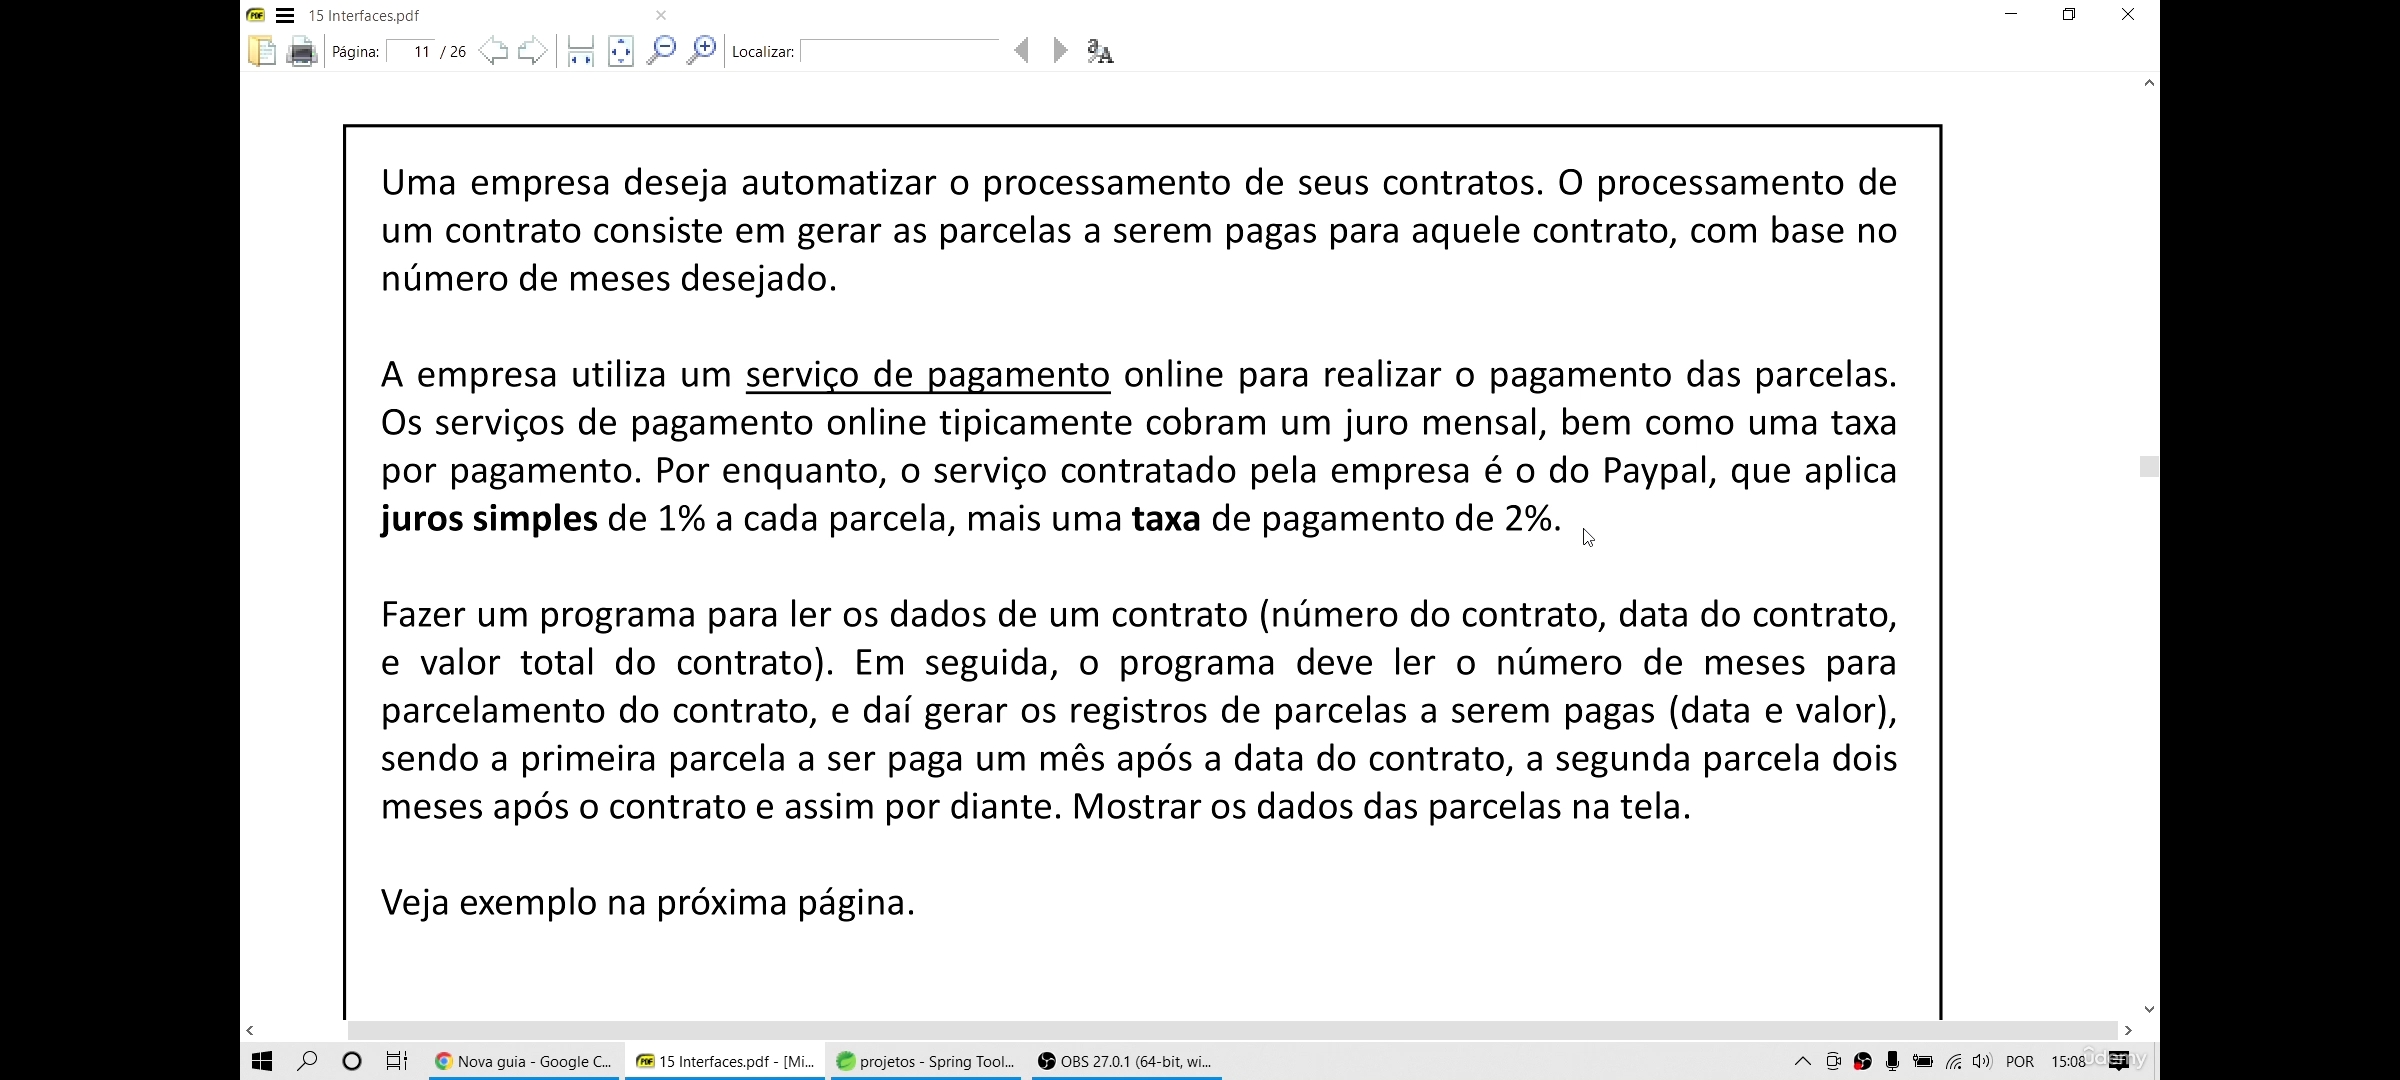 15 Interfaces.pdf
Página: 11 / 26 Localizar:
Uma empresa deseja automatizar o processamento de seus contratos. O processamento de
um contrato consiste em gerar as parcelas a serem pagas para aquele contrato, com base no
número de meses desejado.
A empresa utiliza um serviço de pagamento online para realizar o pagamento das parcelas.
Os serviços de pagamento online tipicamente cobram um juro mensal, bem como uma taxa
por pagamento. Por enquanto, o serviço contratado pela empresa é o do Paypal, que aplica
juros simples de 1% a cada parcela, mais uma taxa de pagamento de 2%.
Fazer um programa para ler os dados de um contrato (número do contrato, data do contrato,
e valor total do contrato). Em seguida, o programa deve ler o número de meses para
parcelamento do contrato, e daí gerar os registros de parcelas a serem pagas (data e valor),
sendo a primeira parcela a ser paga um mês após a data do contrato, a segunda parcela dois
meses após o contrato e assim por diante. Mostrar os dados das parcelas na tela.
Veja exemplo na próxima página.
Nova guia - Google C... 15 Interfaces.pdf - [Mi... projetos - Spring Tool... OBS 27.0.1 (64-bit, wi... POR 15:08 ûdemy